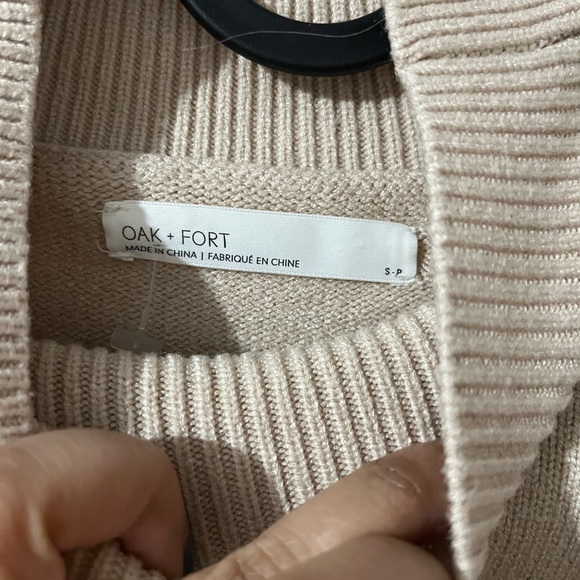 OAK + FORT
MADE IN CHINA | FABRIQUÉ EN CHINE
S-P